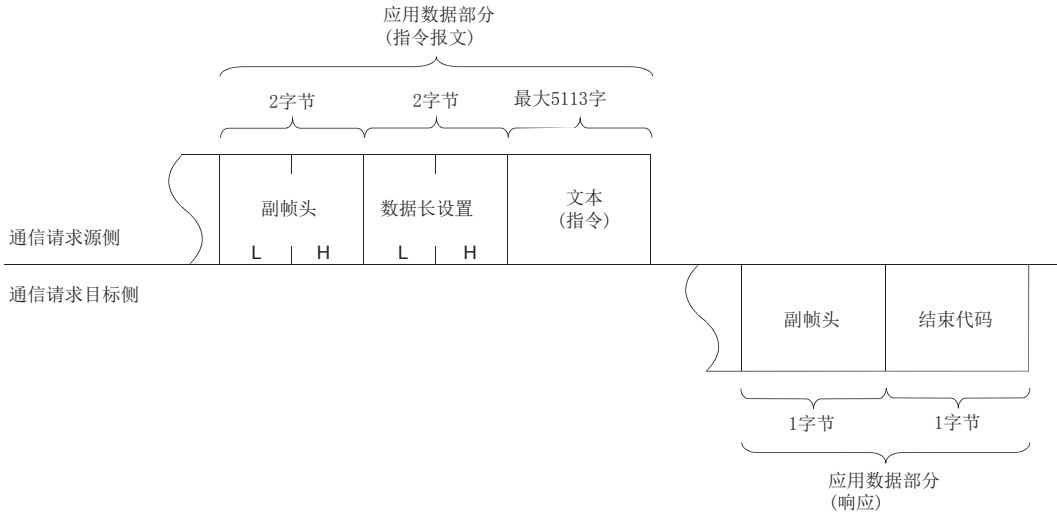 应用数据部分
(指令报文)
2字节
2字节
最大5113字
副帧头
数据长设置
文本
(指令)
L
H
L
H
通信请求源侧
通信请求目标侧
副帧头
结束代码
1字节
1字节
应用数据部分
(响应)